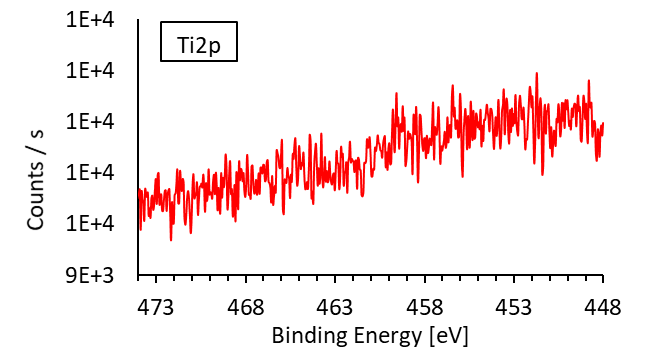 1E+4
Ti2p
1E+4
1E+4
1E+4
1E+4
9E+3
Counts / s
473 468 463 458 453 448
Binding Energy [eV]